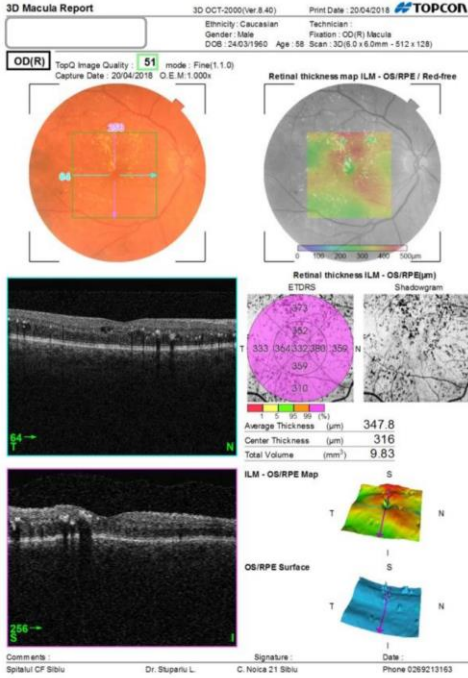 3D Macula Report
3D OCT-2000(Ver.8.40)
Print Date : 20/04/2018
TOPCON
Ethnicity : Caucasian
Technician :
Gender : Male
Fixation : OD(R) Macula
DOB : 24/03/1960 Age : 58 Scan : 3D(6.0 x 6.0mm - 512 x 128)
OD(R)
TopQ Image Quality : 51 mode : Fine(1.1.0)
Capture Date : 20/04/2018 O.E.M:1.000x
Retinal thickness map ILM - OS/RPE / Red-free
64
0 100 200 300 400 500µm
Retinal thickness ILM - OS/RPE(µm)
ETDRS
Shadowgram
T
333 364 332 380 359
N
359
310
1 5 95 99 (%)
Average Thickness (µm) 347.8
Center Thickness (µm) 316
Total Volume (mm³) 9.83
64
T
N
ILM - OS/RPE Map
S
T
N
I
OS/RPE Surface
S
T
N
I
256
S
I
Comments :
Signature :
Date :
Spitalul CF Sibiu
Dr. Stupariu L.
C. Noica 21 Sibiu
Phone 0269213163